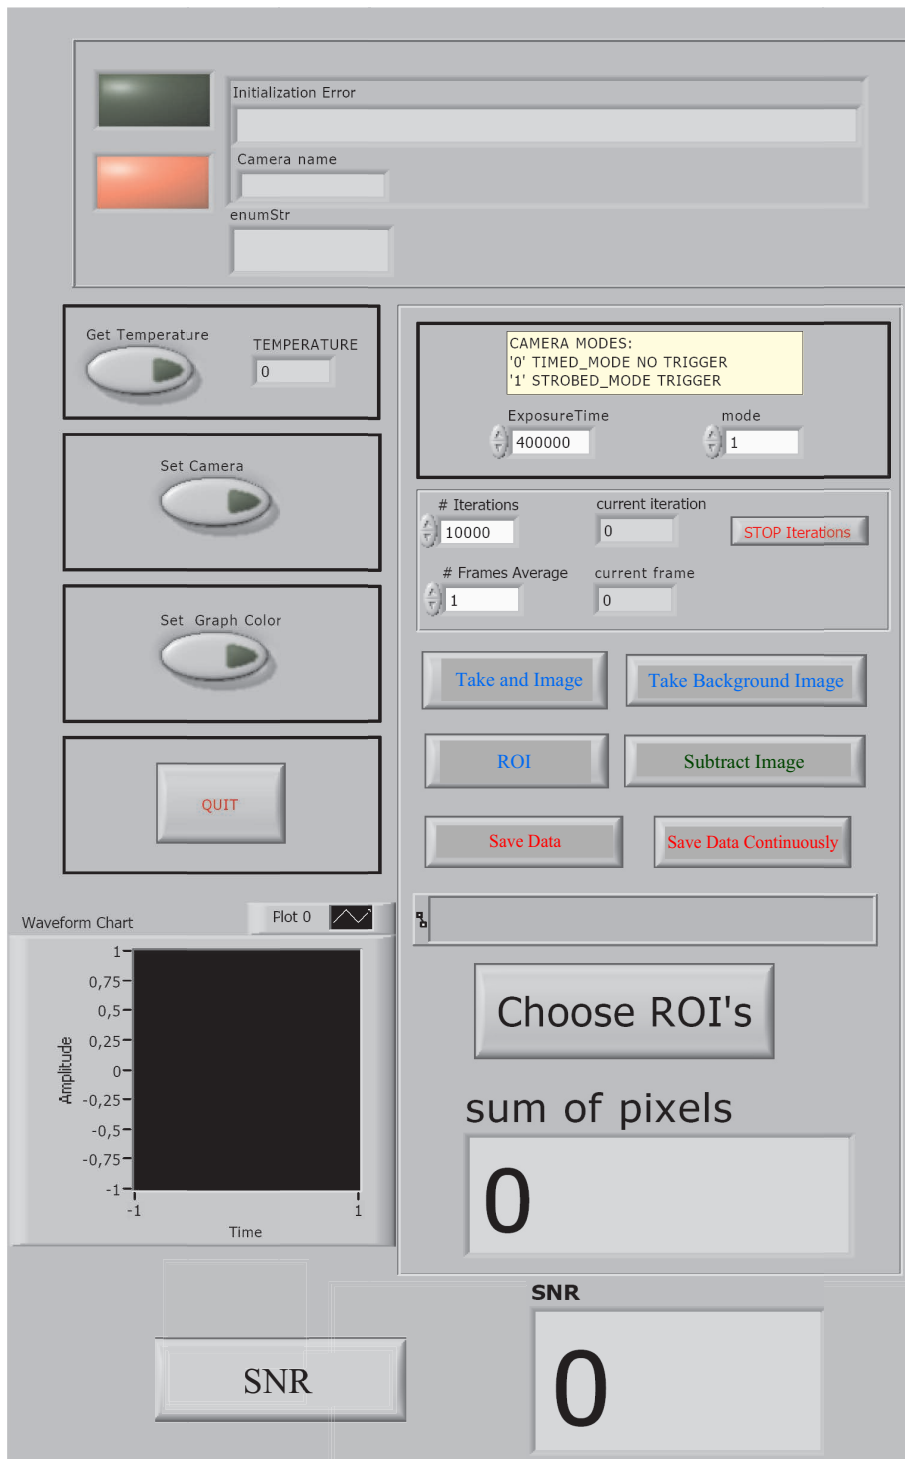 Initialization Error
Camera name
enumStr
Get Temperature
TEMPERATURE
0
Set Camera
Set Graph Color
QUIT
CAMERA MODES:
'0' TIMED_MODE NO TRIGGER
'1' STROBED_MODE TRIGGER
ExposureTime
mode
400000
1
# Iterations
current iteration
10000
0
STOP Iterations
# Frames Average
current frame
1
0
Take and Image
Take Background Image
ROI
Subtract Image
Save Data
Save Data Continuously
Choose ROI's
sum of pixels
0
Waveform Chart
Plot 0
Amplitude
1
0,75
0,5
0,25
0
-0,25
-0,5
-0,75
-1
-1
1
Time
SNR
SNR
0